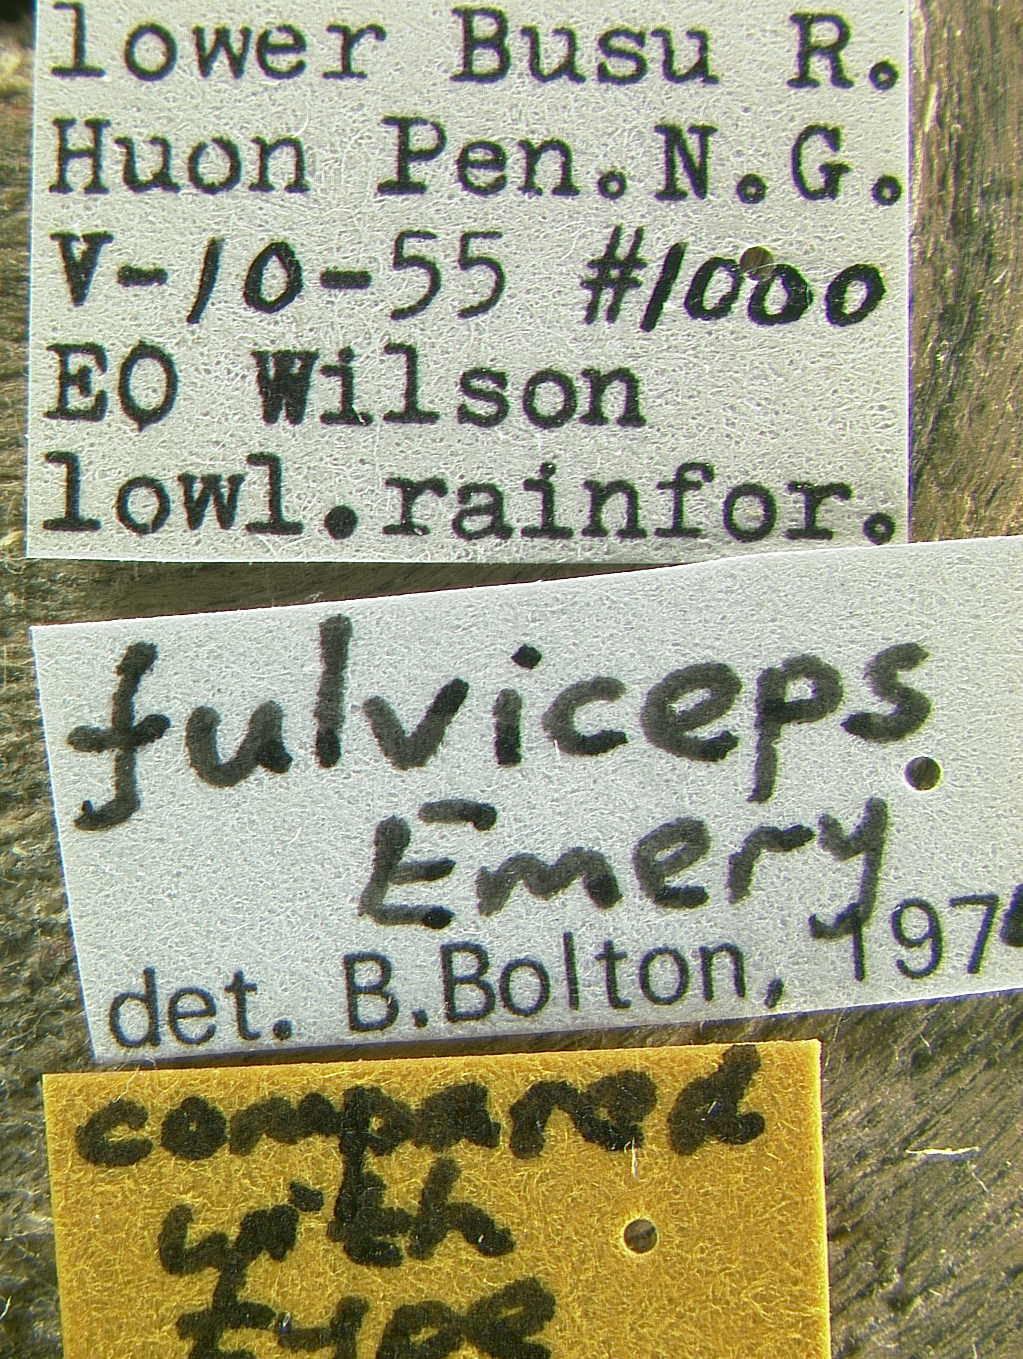 lower Busu R.
Huon Pen. N.G.
V-10-55 #1000
EO Wilson
lowl. rainfor.
fulviceps
Emery
det. B.Bolton, 197
compared
with
type